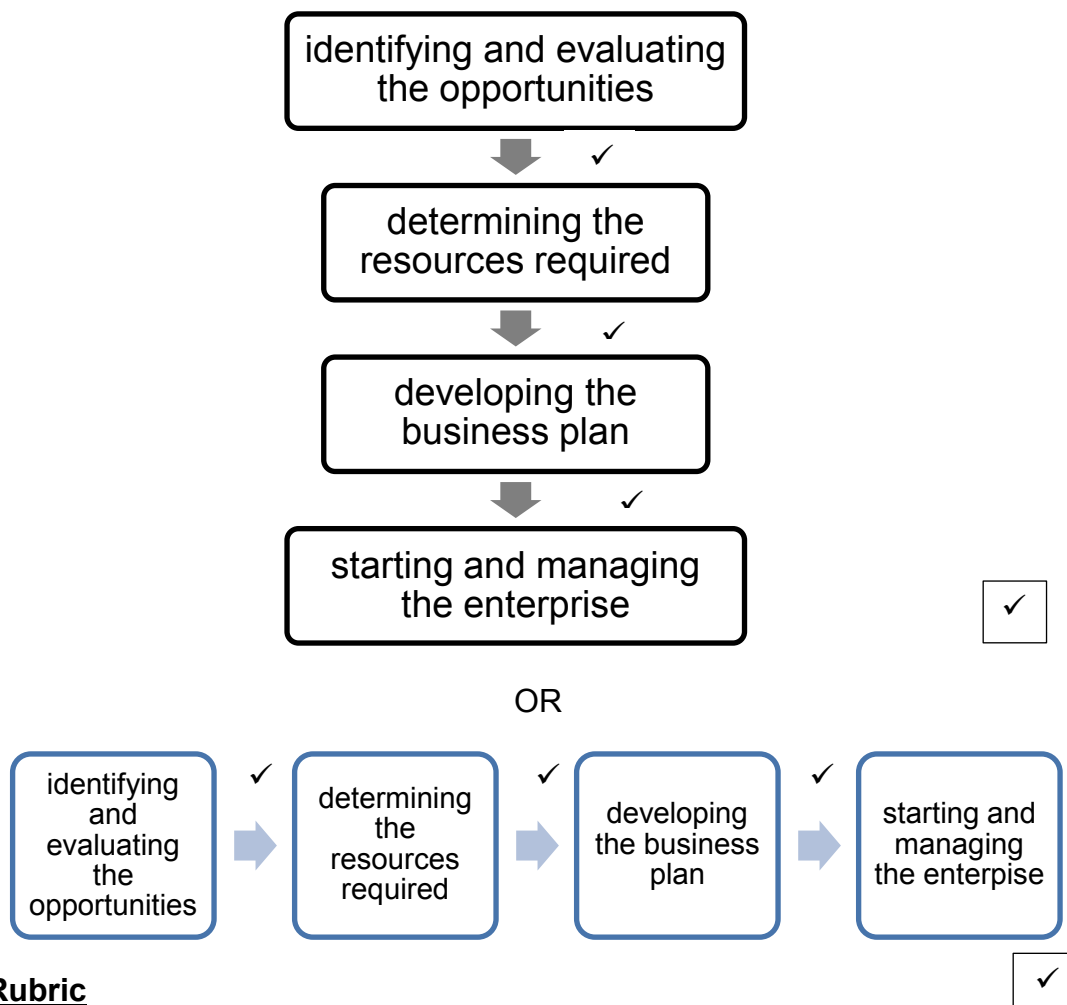 identifying and evaluating
the opportunities
✓
determining the
resources required
✓
developing the
business plan
✓
starting and managing
the enterprise
✓
OR
identifying
and
evaluating
the
opportunities
✓
determining
the
resources
required
✓
developing
the business
plan
✓
starting and
managing
the enterpise
✓
Rubric